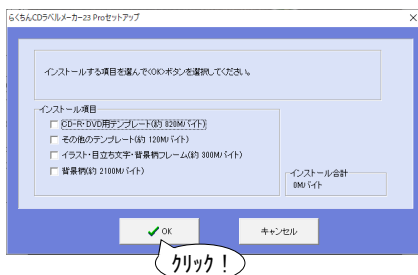 らくちんCDラベルメーカー23 Proセットアップ
インストールする項目を選んで<OK>ボタンを選択してください。
インストール項目
CD-R・DVD用テンプレート(約 820Mバイト)
その他のテンプレート(約 120Mバイト)
イラスト・目立ち文字・背景柄フレーム(約 300Mバイト)
背景柄(約 2100Mバイト)
インストール合計
0Mバイト
OK
キャンセル
クリック！